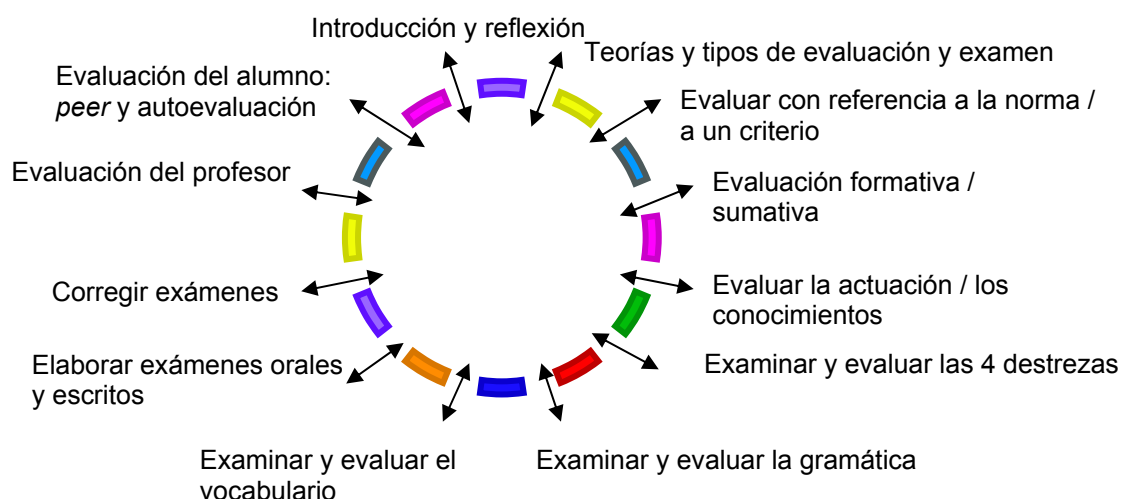 Introducción y reflexión
Teorías y tipos de evaluación y examen
Evaluar con referencia a la norma /
a un criterio
Evaluación formativa /
sumativa
Evaluar la actuación / los
conocimientos
Examinar y evaluar las 4 destrezas
Examinar y evaluar la gramática
Examinar y evaluar el
vocabulario
Elaborar exámenes orales
y escritos
Corregir exámenes
Evaluación del profesor
Evaluación del alumno:
peer y autoevaluación